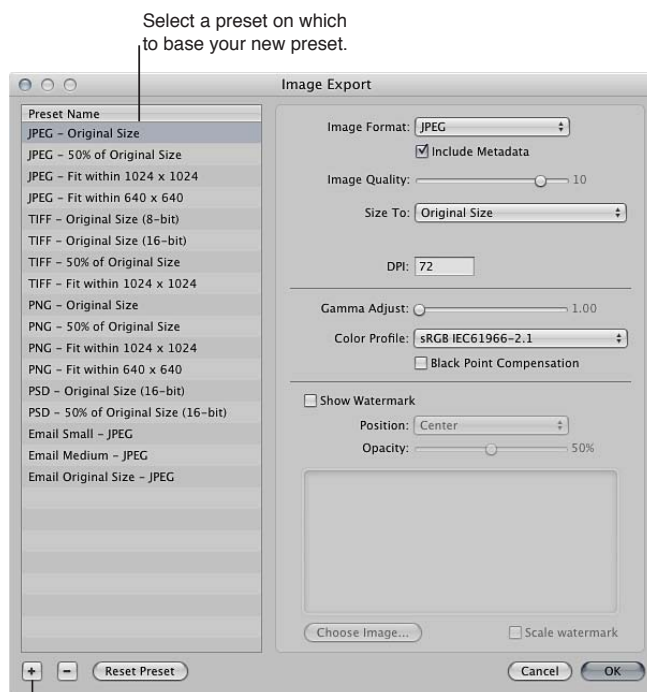 Select a preset on which
to base your new preset.
Image Export
Preset Name
JPEG – Original Size
JPEG – 50% of Original Size
JPEG – Fit within 1024 x 1024
JPEG – Fit within 640 x 640
TIFF – Original Size (8-bit)
TIFF – Original Size (16-bit)
TIFF – 50% of Original Size
TIFF – Fit within 1024 x 1024
PNG – Original Size
PNG – 50% of Original Size
PNG – Fit within 1024 x 1024
PNG – Fit within 640 x 640
PSD – Original Size (16-bit)
PSD – 50% of Original Size (16-bit)
Email Small – JPEG
Email Medium – JPEG
Email Original Size – JPEG
Image Format: JPEG
Include Metadata
Image Quality: 10
Size To: Original Size
DPI: 72
Gamma Adjust: 1.00
Color Profile: sRGB IEC61966-2.1
Black Point Compensation
Show Watermark
Position: Center
Opacity: 50%
Choose Image... Scale watermark
+ − Reset Preset Cancel OK